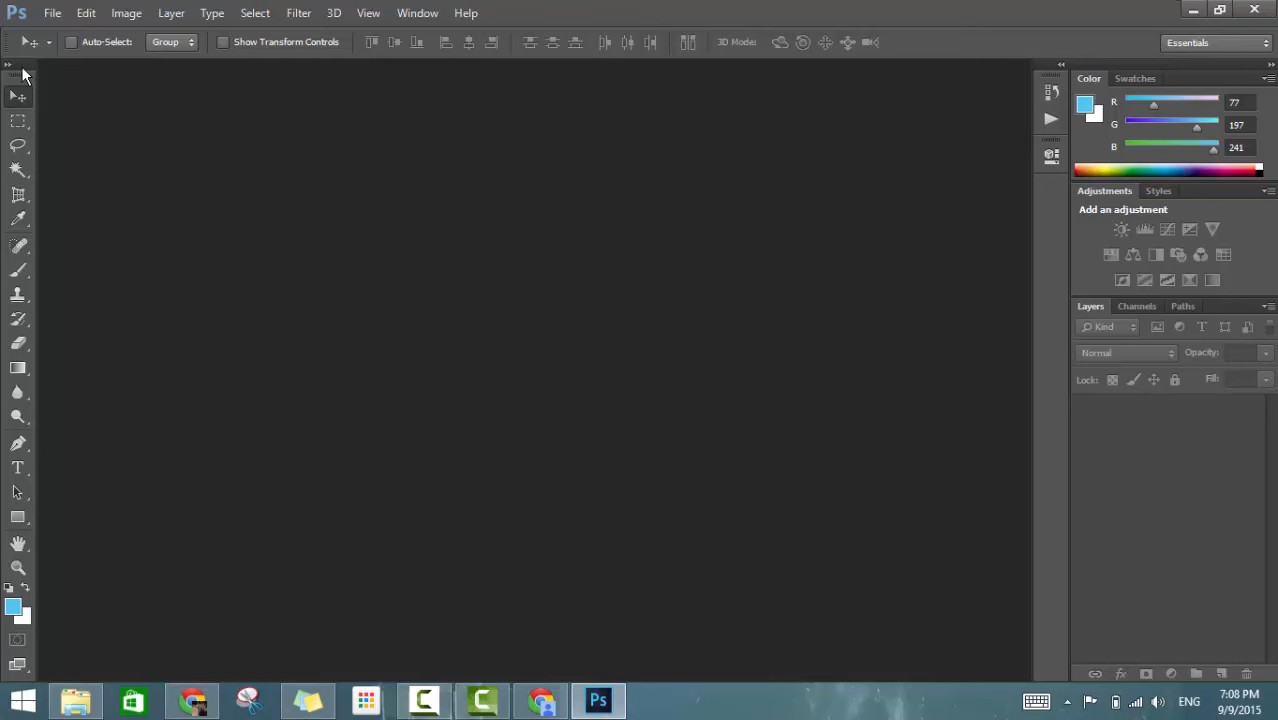 Ps File Edit Image Layer Type Select Filter 3D View Window Help
Auto-Select: Group Show Transform Controls 3D Mode: Essentials
Color Swatches
R 77
G 197
B 241
Adjustments Styles
Add an adjustment
Layers Channels Paths
Kind T
Normal Opacity:
Lock: Fill:
T
fx
Ps
ENG
7:08 PM
9/9/2015